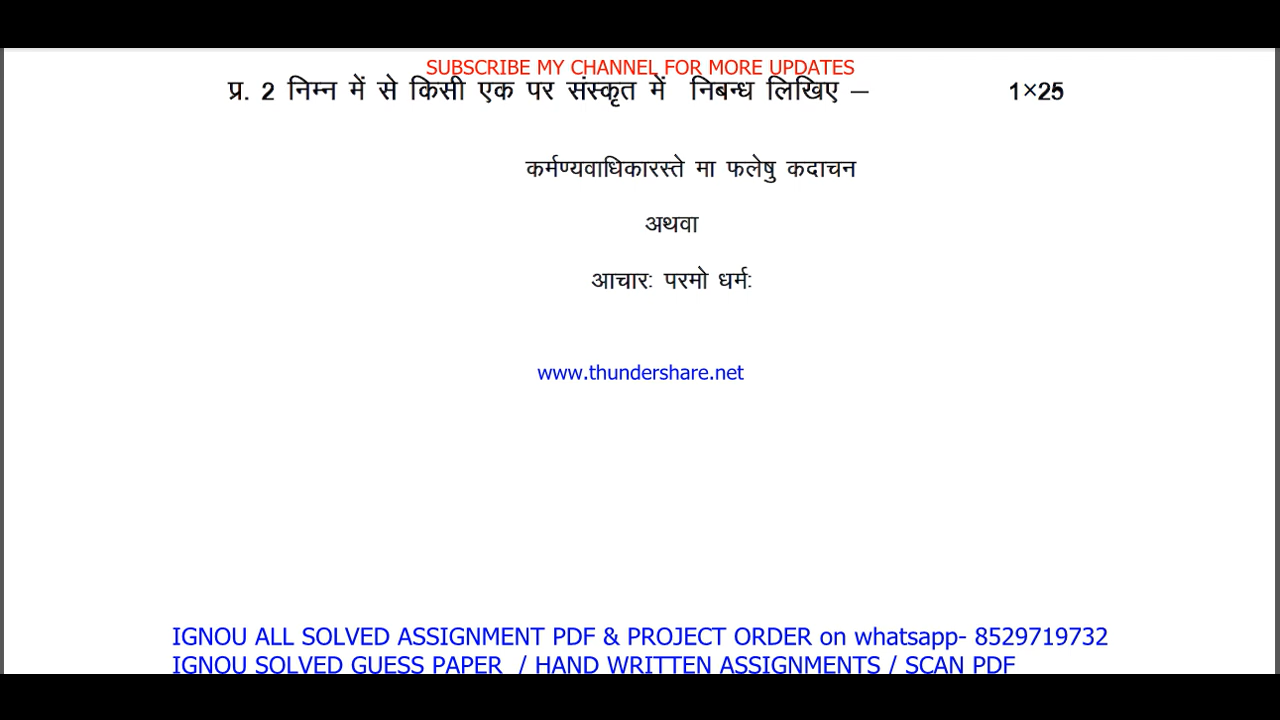 SUBSCRIBE MY CHANNEL FOR MORE UPDATES
प्र. 2 निम्न में से किसी एक पर संस्कृत में निबन्ध लिखिए – 1×25
कर्मण्यवाधिकारस्ते मा फलेषु कदाचन
अथवा
आचारः परमो धर्मः
www.thundershare.net
IGNOU ALL SOLVED ASSIGNMENT PDF & PROJECT ORDER on whatsapp- 8529719732
IGNOU SOLVED GUESS PAPER / HAND WRITTEN ASSIGNMENTS / SCAN PDF